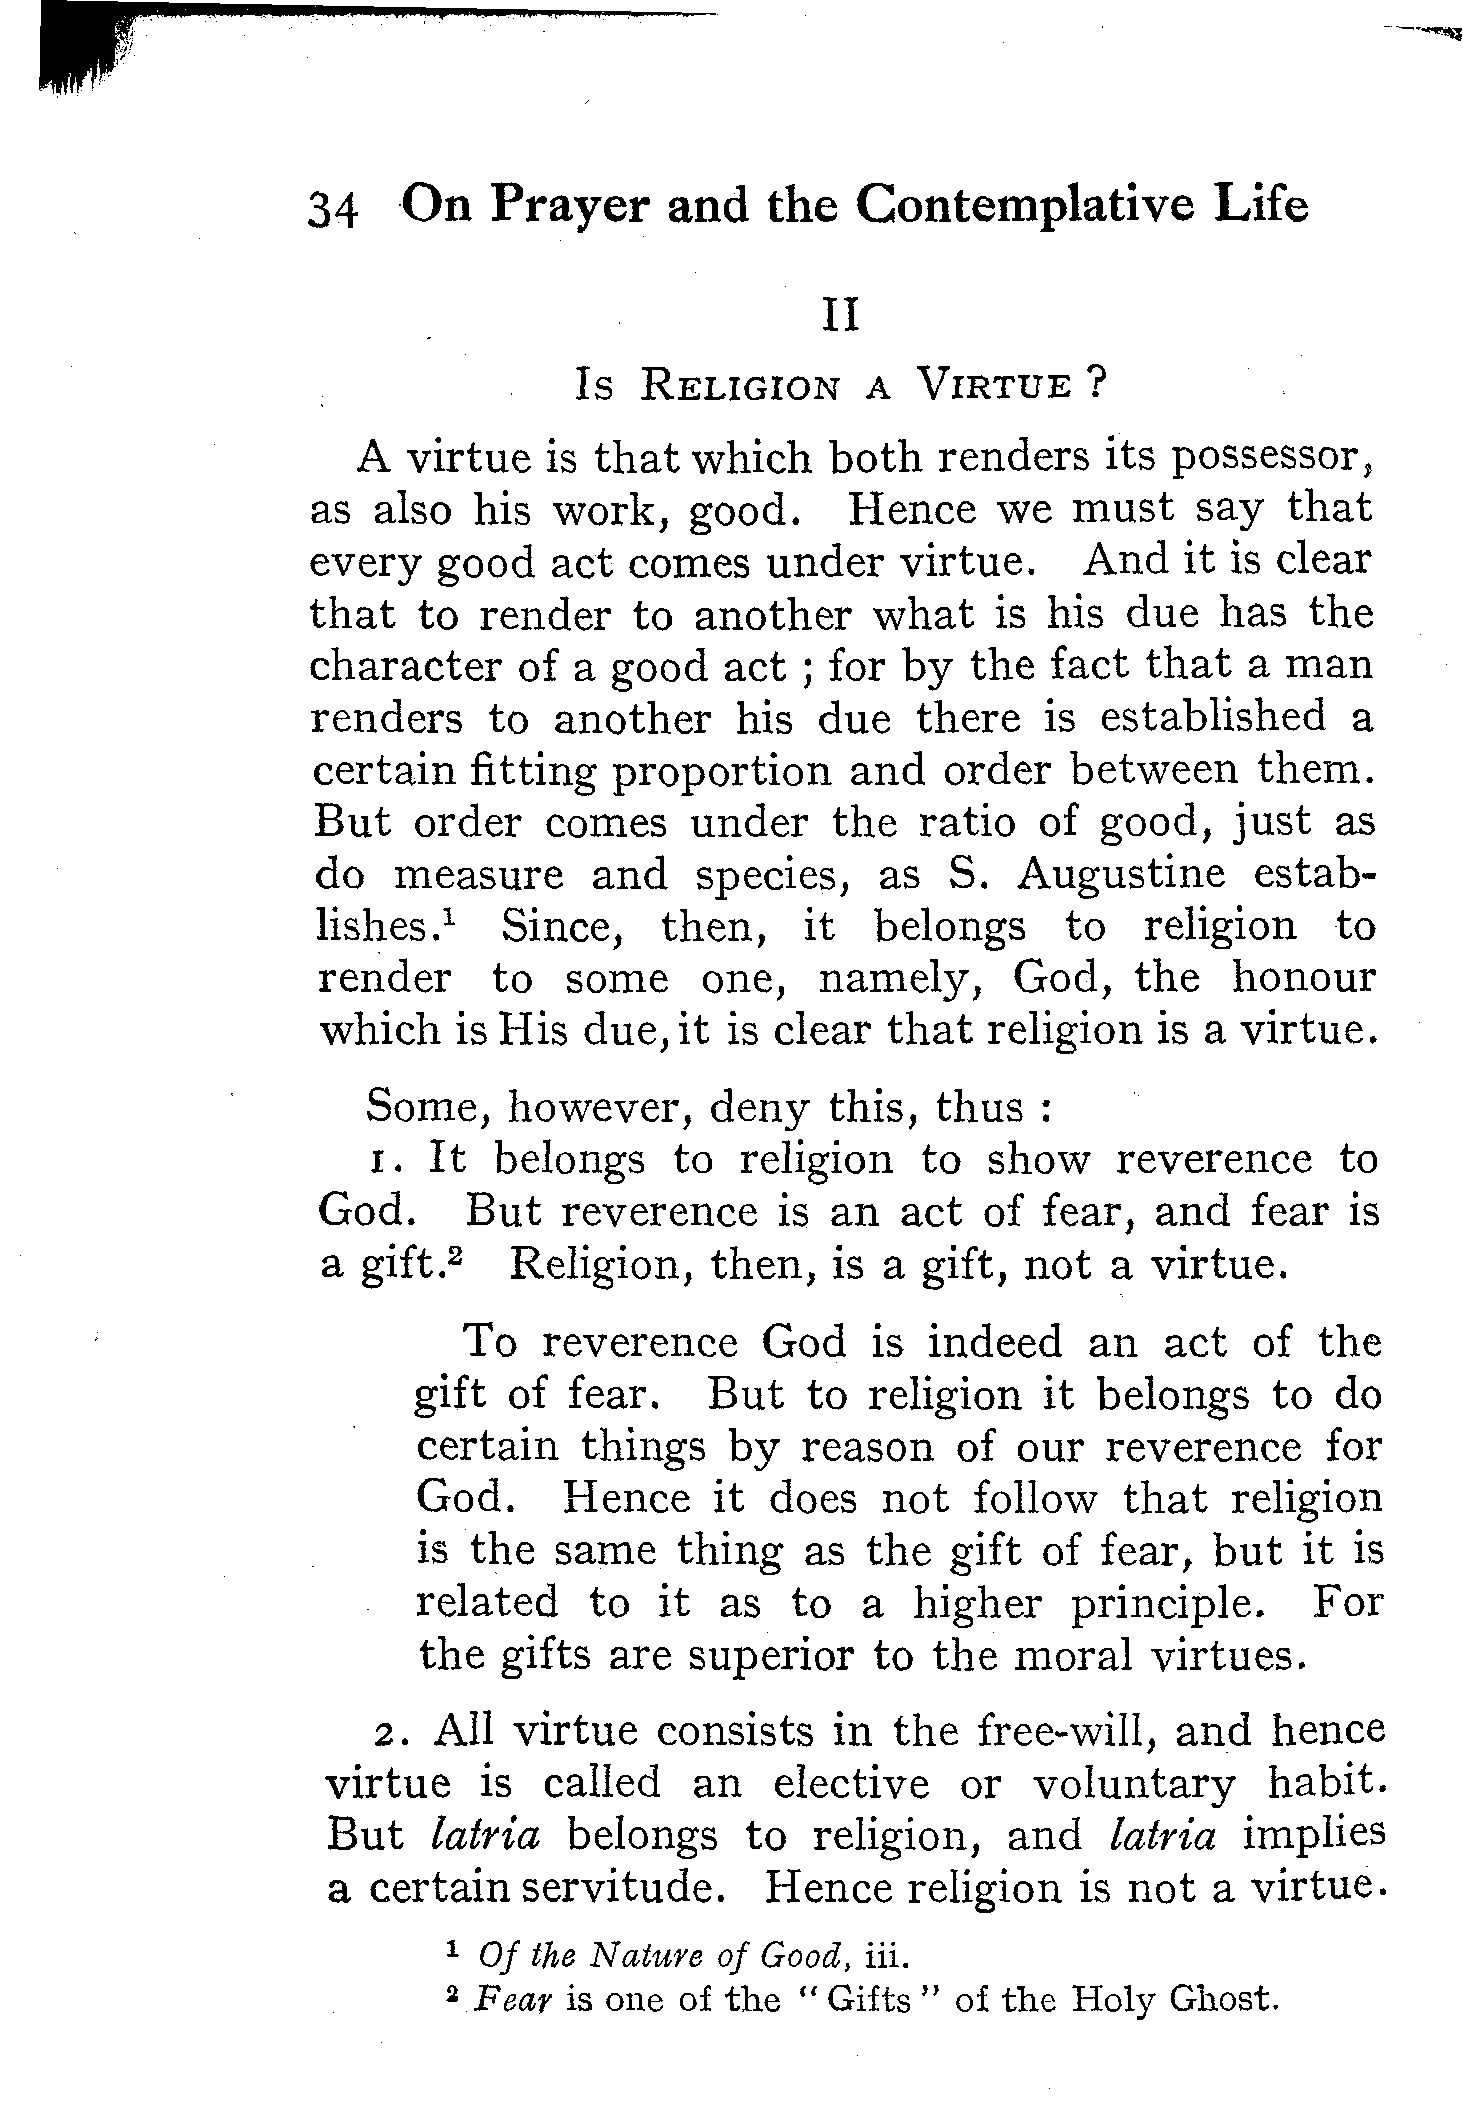 34 On Prayer and the Contemplative Life
II
Is Religion a Virtue ?
A virtue is that which both renders its possessor,
as also his work, good. Hence we must say that
every good act comes under virtue. And it is clear
that to render to another what is his due has the
character of a good act ; for by the fact that a man
renders to another his due there is established a
certain fitting proportion and order between them.
But order comes under the ratio of good, just as
do measure and species, as S. Augustine estab-
lishes.¹ Since, then, it belongs to religion to
render to some one, namely, God, the honour
which is His due, it is clear that religion is a virtue.
Some, however, deny this, thus :
1. It belongs to religion to show reverence to
God. But reverence is an act of fear, and fear is
a gift.² Religion, then, is a gift, not a virtue.
To reverence God is indeed an act of the
gift of fear. But to religion it belongs to do
certain things by reason of our reverence for
God. Hence it does not follow that religion
is the same thing as the gift of fear, but it is
related to it as to a higher principle. For
the gifts are superior to the moral virtues.
2. All virtue consists in the free-will, and hence
virtue is called an elective or voluntary habit.
But latria belongs to religion, and latria implies
a certain servitude. Hence religion is not a virtue.
¹ Of the Nature of Good, iii.
² Fear is one of the “ Gifts ” of the Holy Ghost.